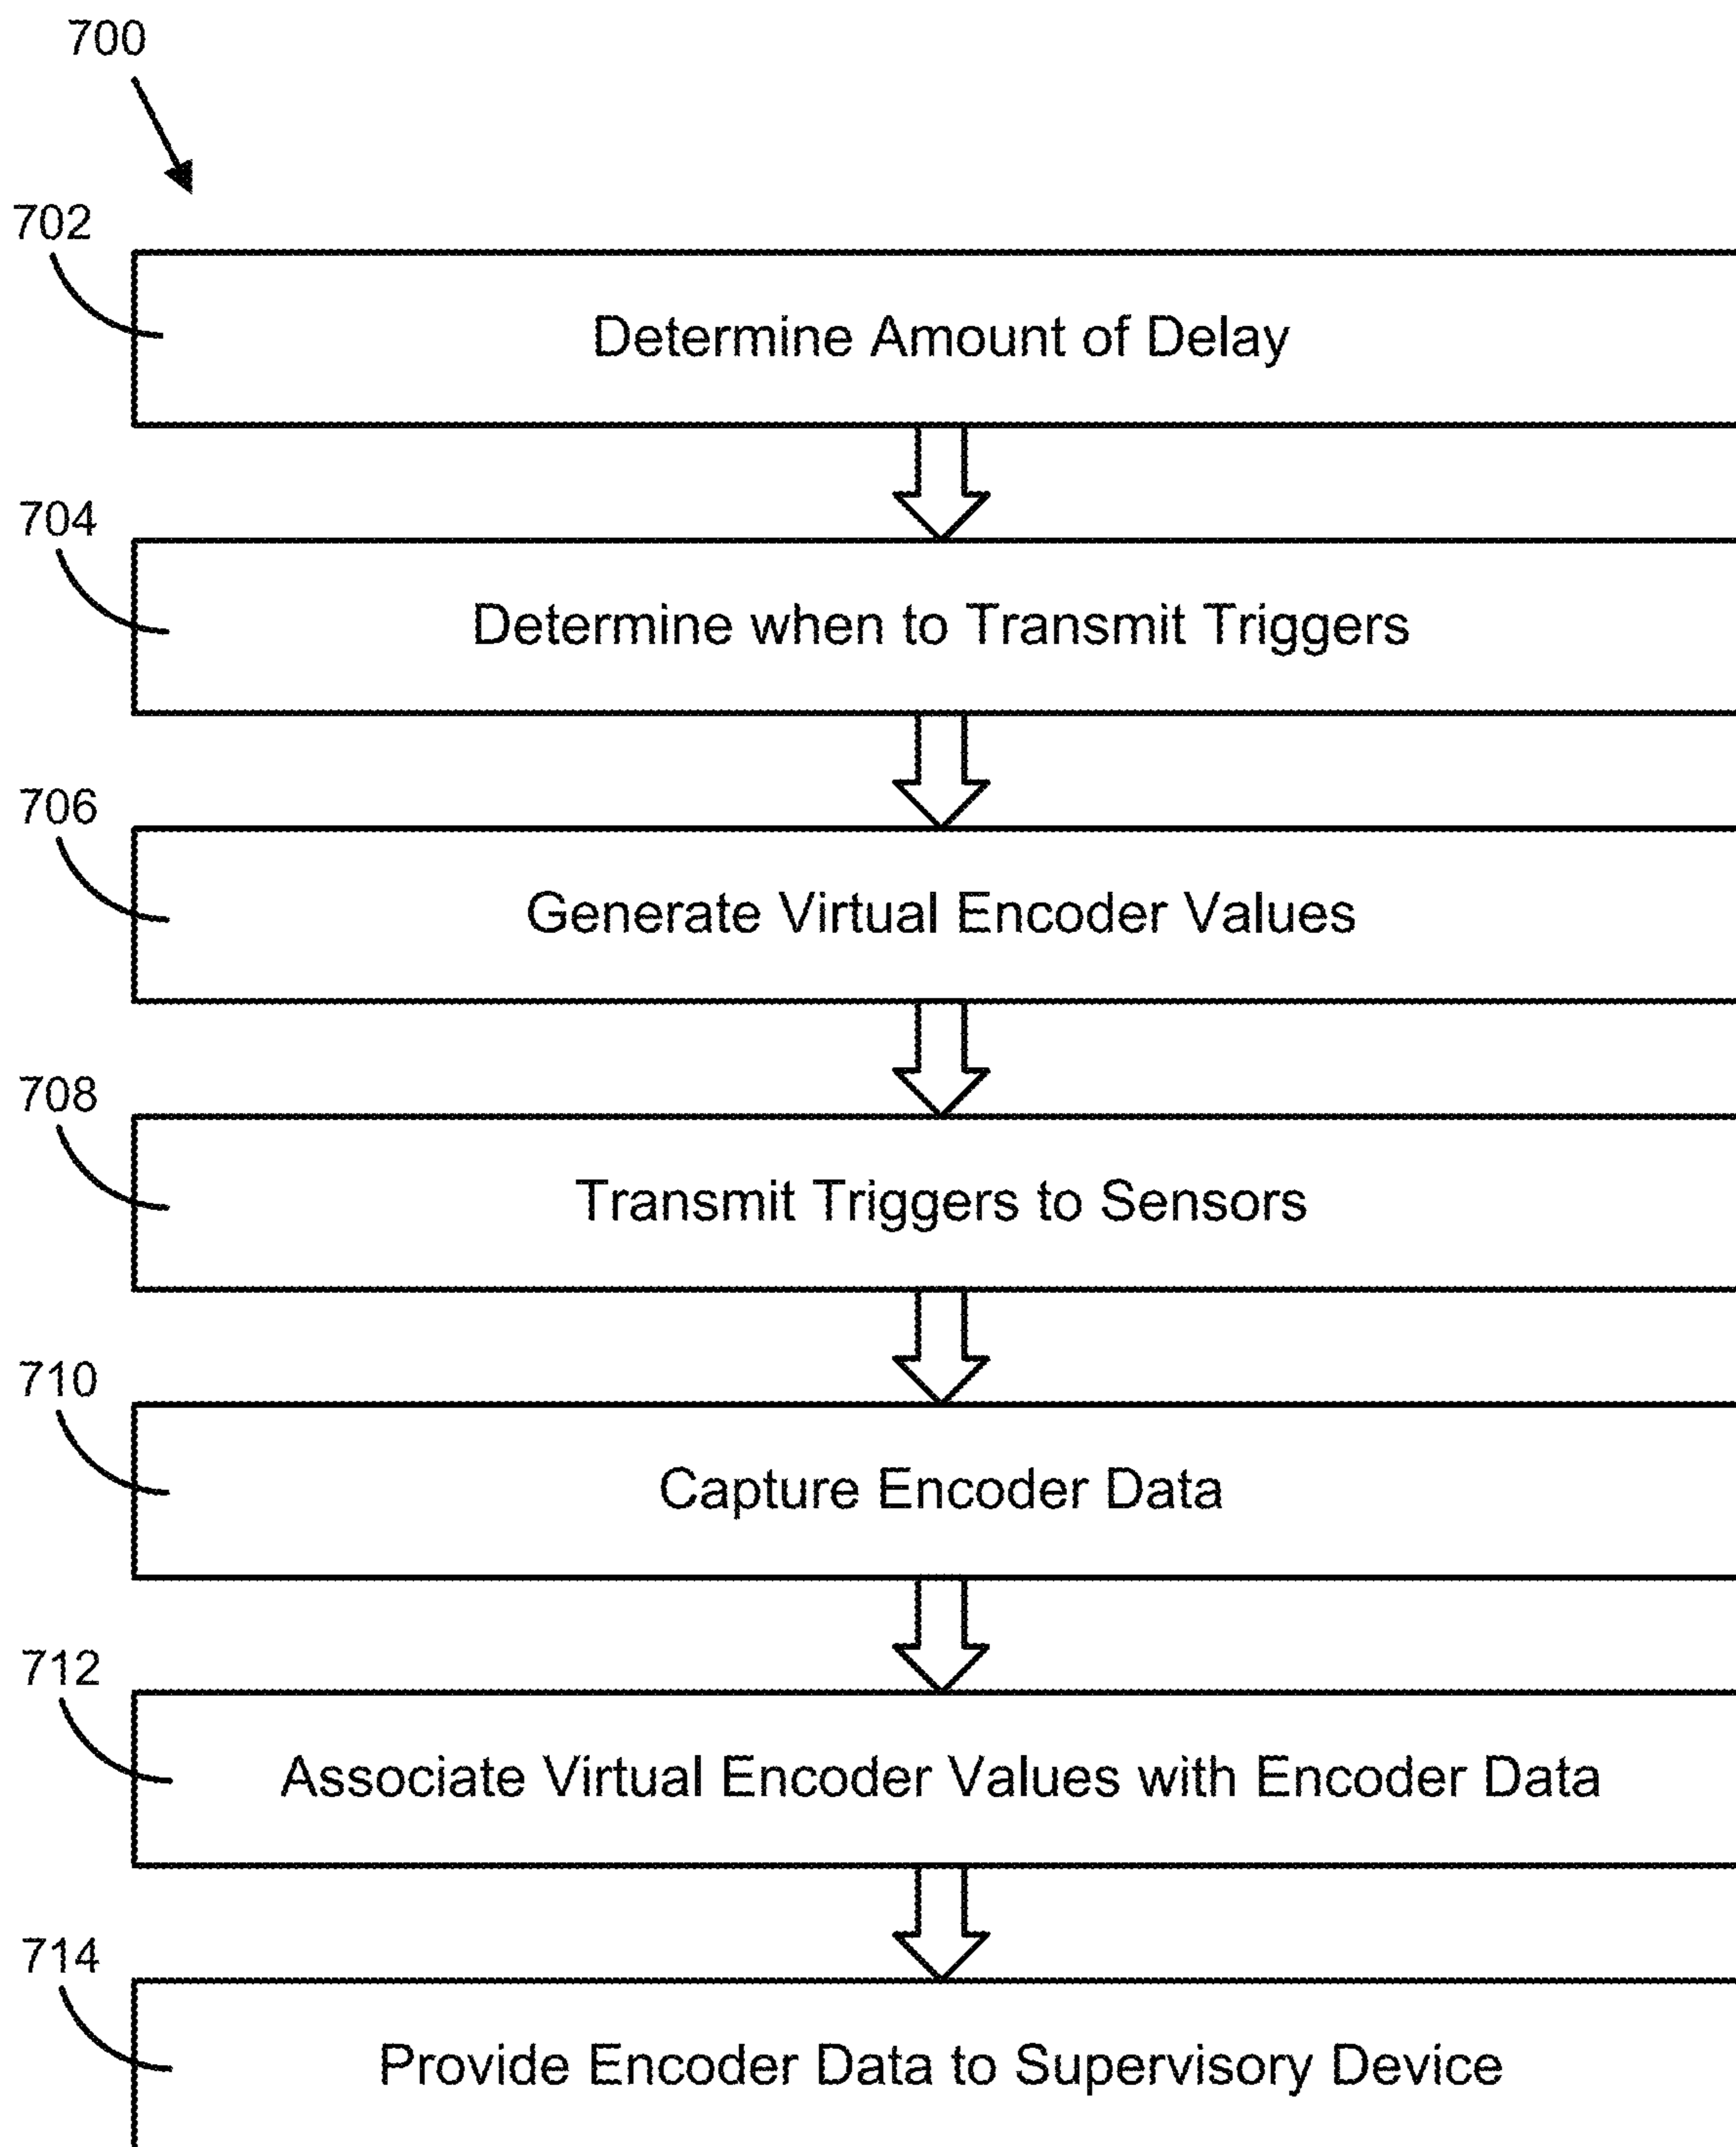 700
702
Determine Amount of Delay
704
Determine when to Transmit Triggers
706
Generate Virtual Encoder Values
708
Transmit Triggers to Sensors
710
Capture Encoder Data
712
Associate Virtual Encoder Values with Encoder Data
714
Provide Encoder Data to Supervisory Device